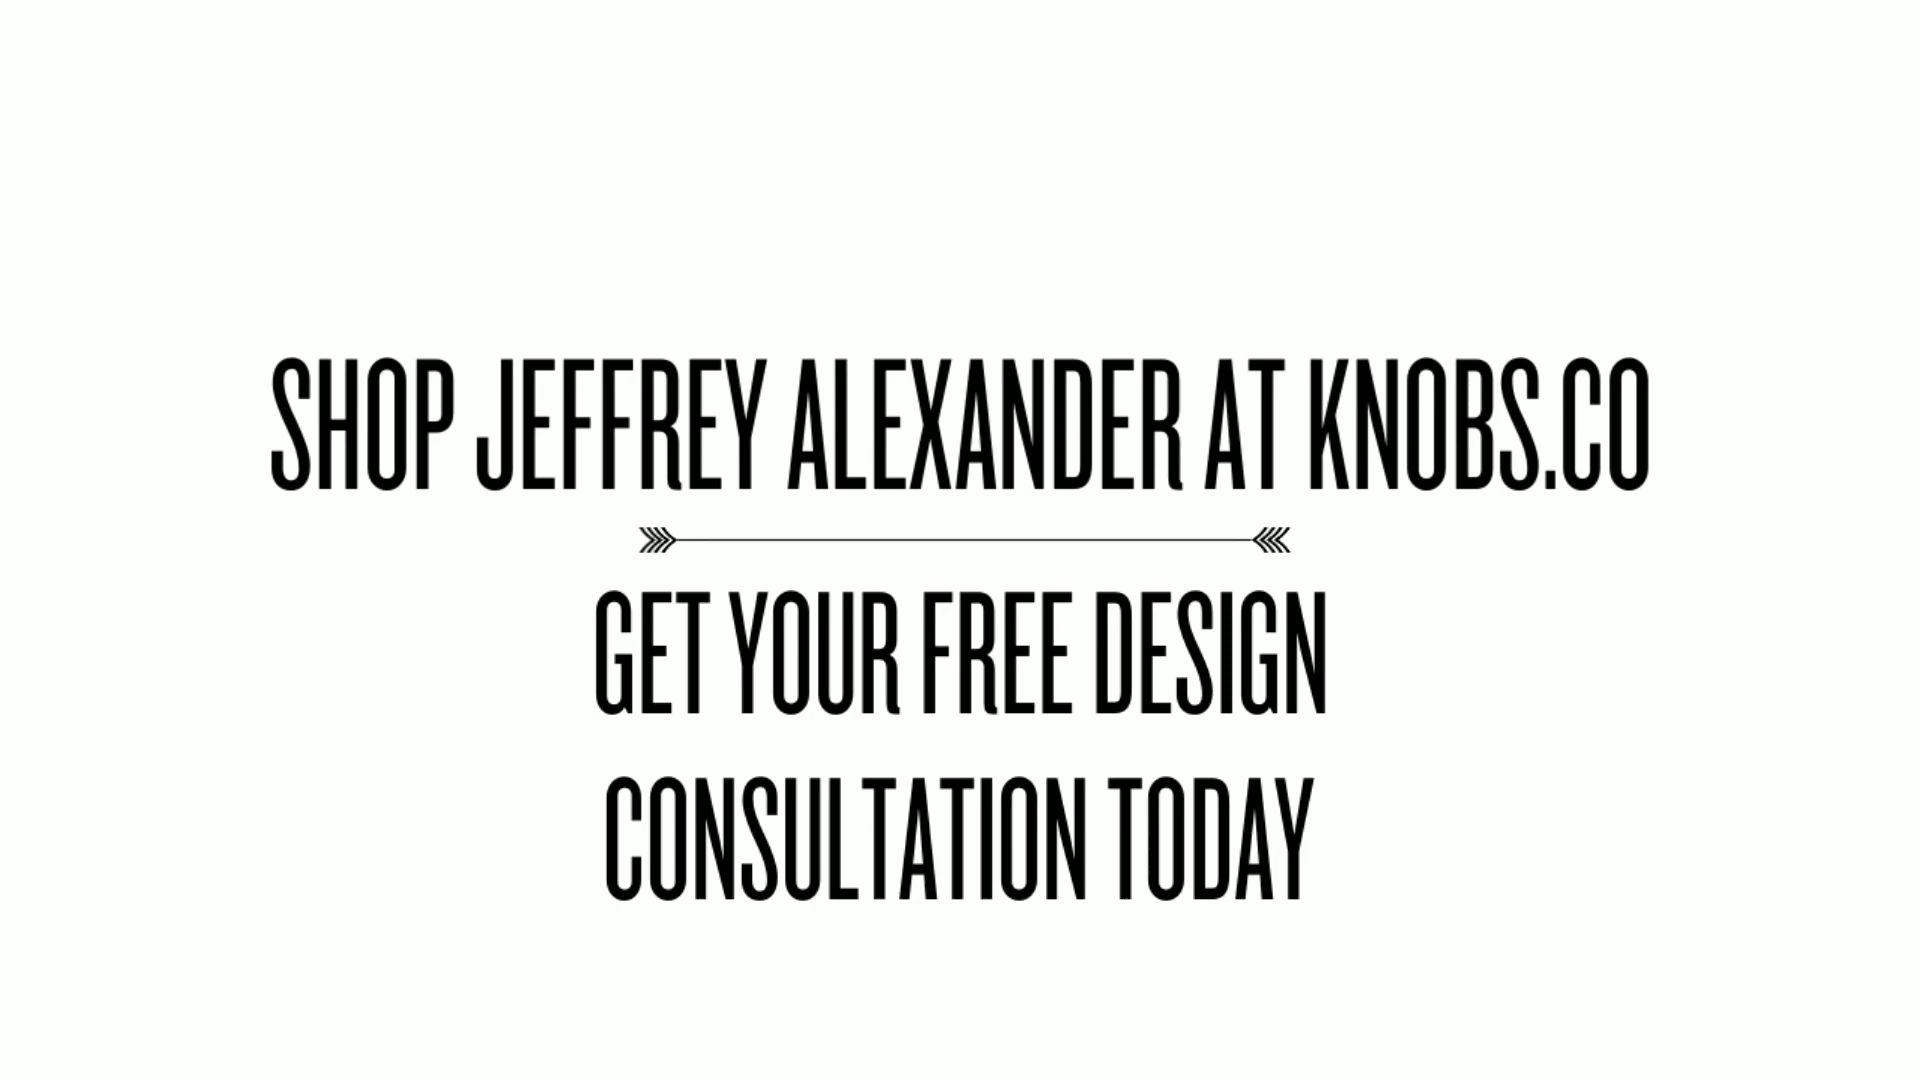 SHOP JEFFREY ALEXANDER AT KNOBS.CO
GET YOUR FREE DESIGN
CONSULTATION TODAY